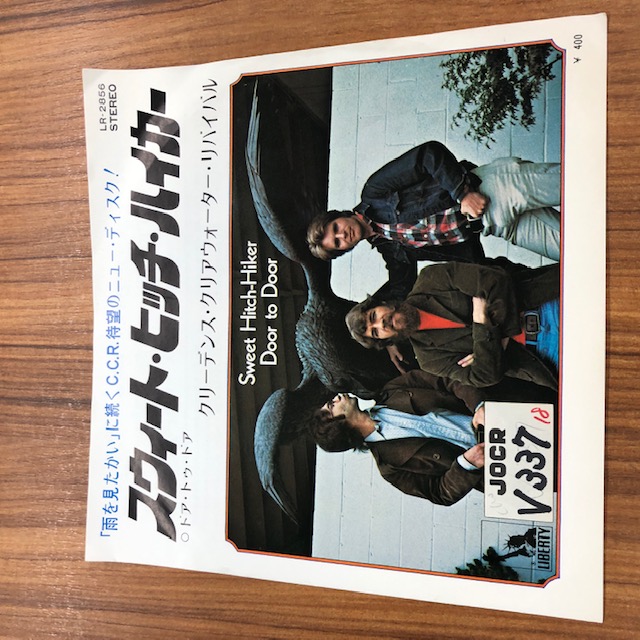 LR-2856
STEREO
「雨を見たかい」に続くC.C.R.待望のニュー・ディスク!
スウィート・ヒッチ・ハイカー
○ ドア・トゥ・ドア
クリーデンス・クリアウォーター・リバイバル
Sweet Hitch-Hiker
Door to Door
JOCR
V337
18
LIBERTY
¥ 400